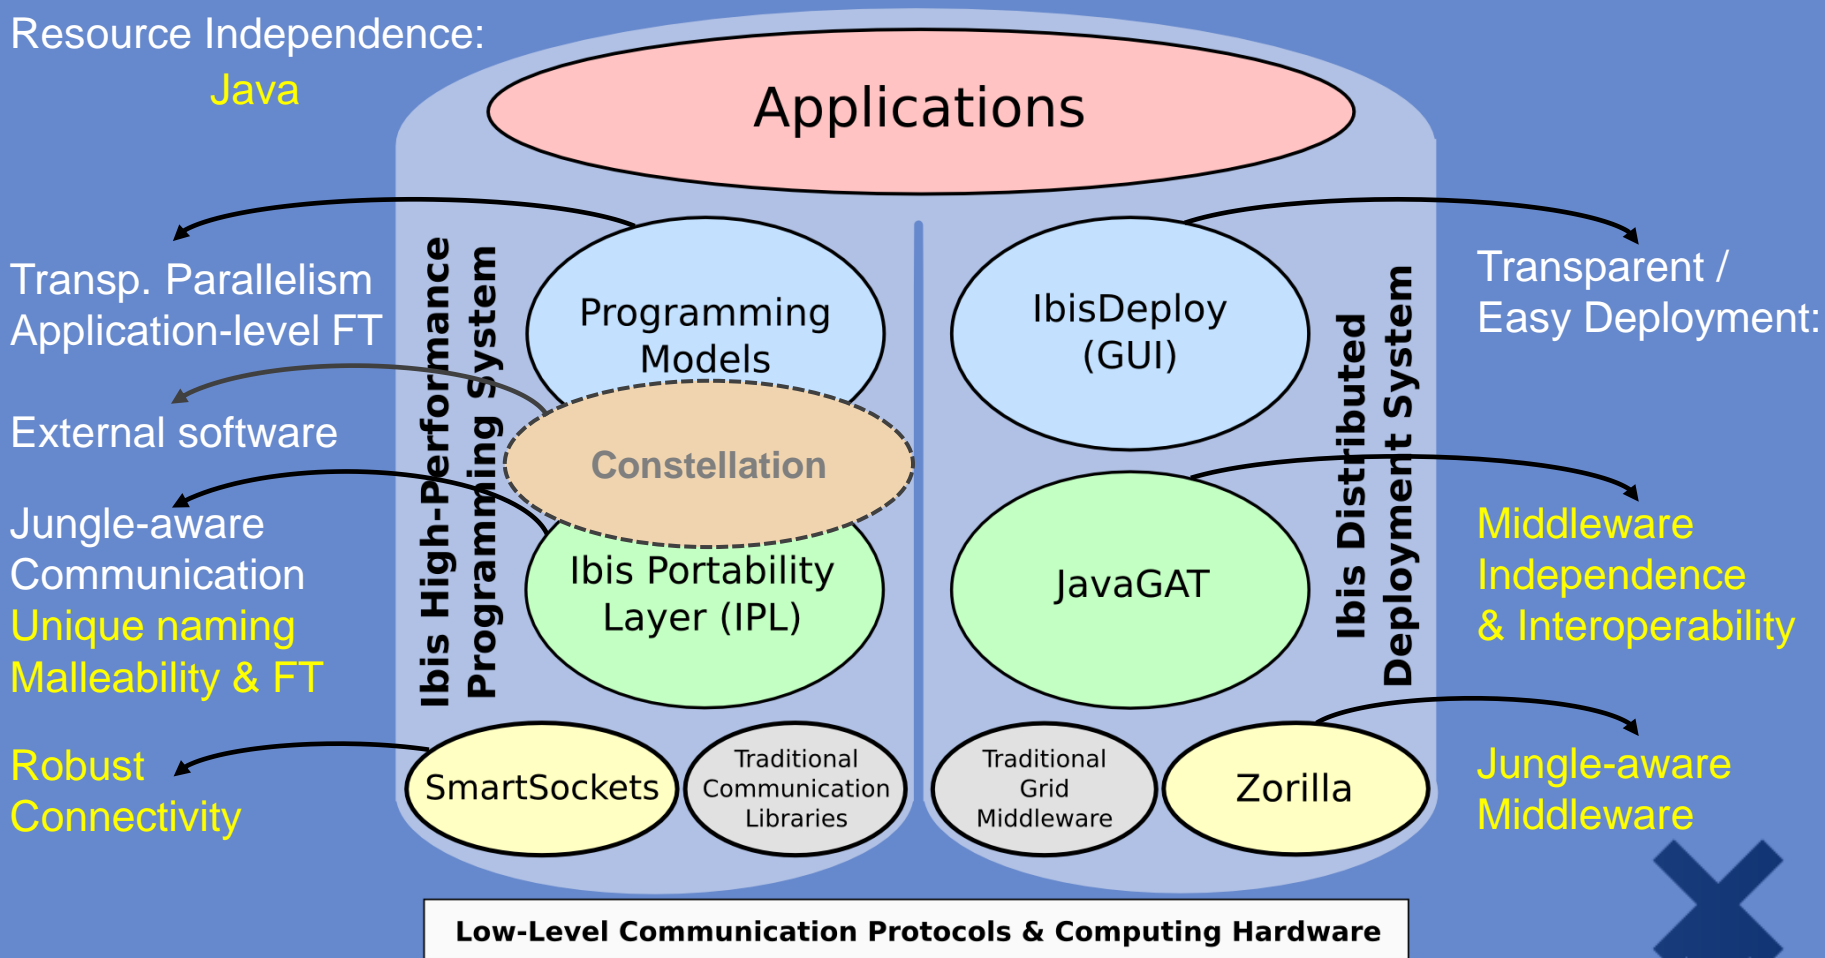 Resource Independence:
Java
Applications
Ibis High-Performance
Programming System
Transp. Parallelism
Application-level FT
External software
Jungle-aware
Communication
Unique naming
Malleability & FT
Robust
Connectivity
Programming
Models
Constellation
Ibis Portability
Layer (IPL)
SmartSockets
Traditional
Communication
Libraries
IbisDeploy
(GUI)
JavaGAT
Traditional
Grid
Middleware
Zorilla
Ibis Distributed
Deployment System
Transparent /
Easy Deployment:
Middleware
Independence
& Interoperability
Jungle-aware
Middleware
Low-Level Communication Protocols & Computing Hardware